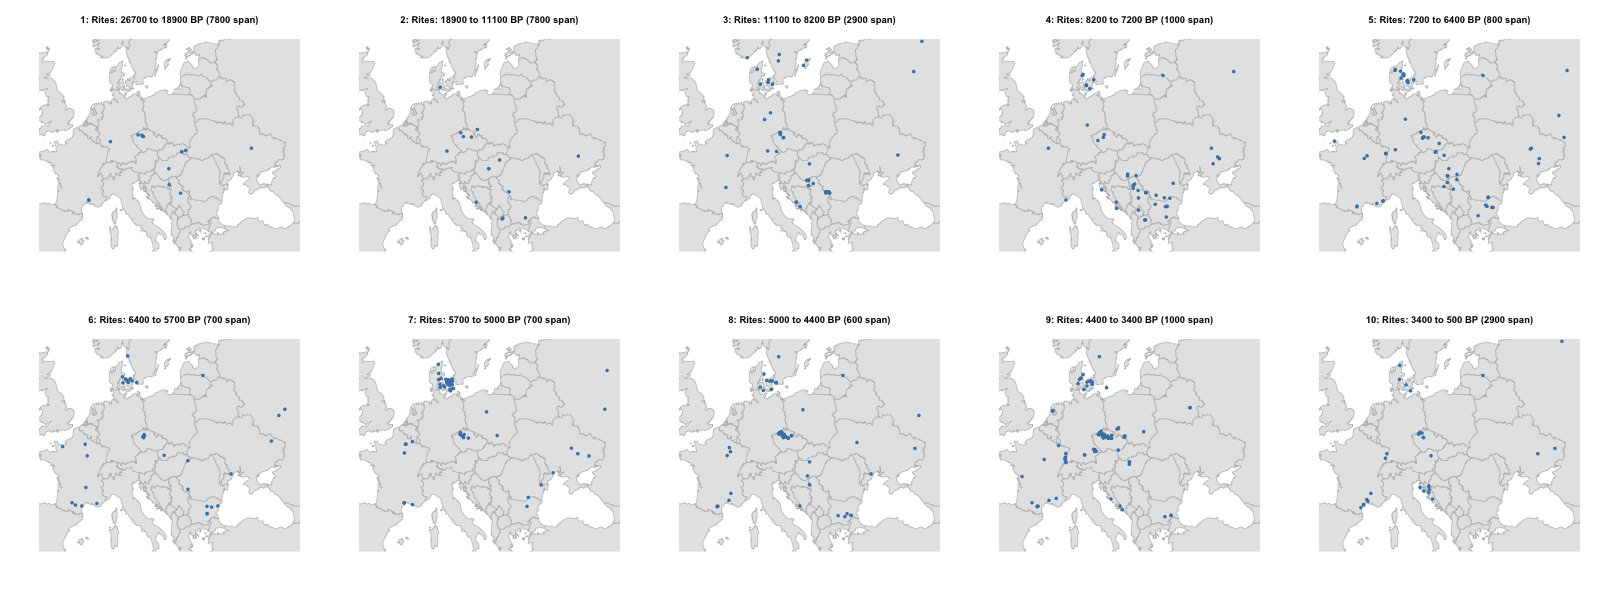 1: Rites: 26700 to 18900 BP (7800 span)
2: Rites: 18900 to 11100 BP (7800 span)
3: Rites: 11100 to 8200 BP (2900 span)
4: Rites: 8200 to 7200 BP (1000 span)
5: Rites: 7200 to 6400 BP (800 span)
6: Rites: 6400 to 5700 BP (700 span)
7: Rites: 5700 to 5000 BP (700 span)
8: Rites: 5000 to 4400 BP (600 span)
9: Rites: 4400 to 3400 BP (1000 span)
10: Rites: 3400 to 500 BP (2900 span)